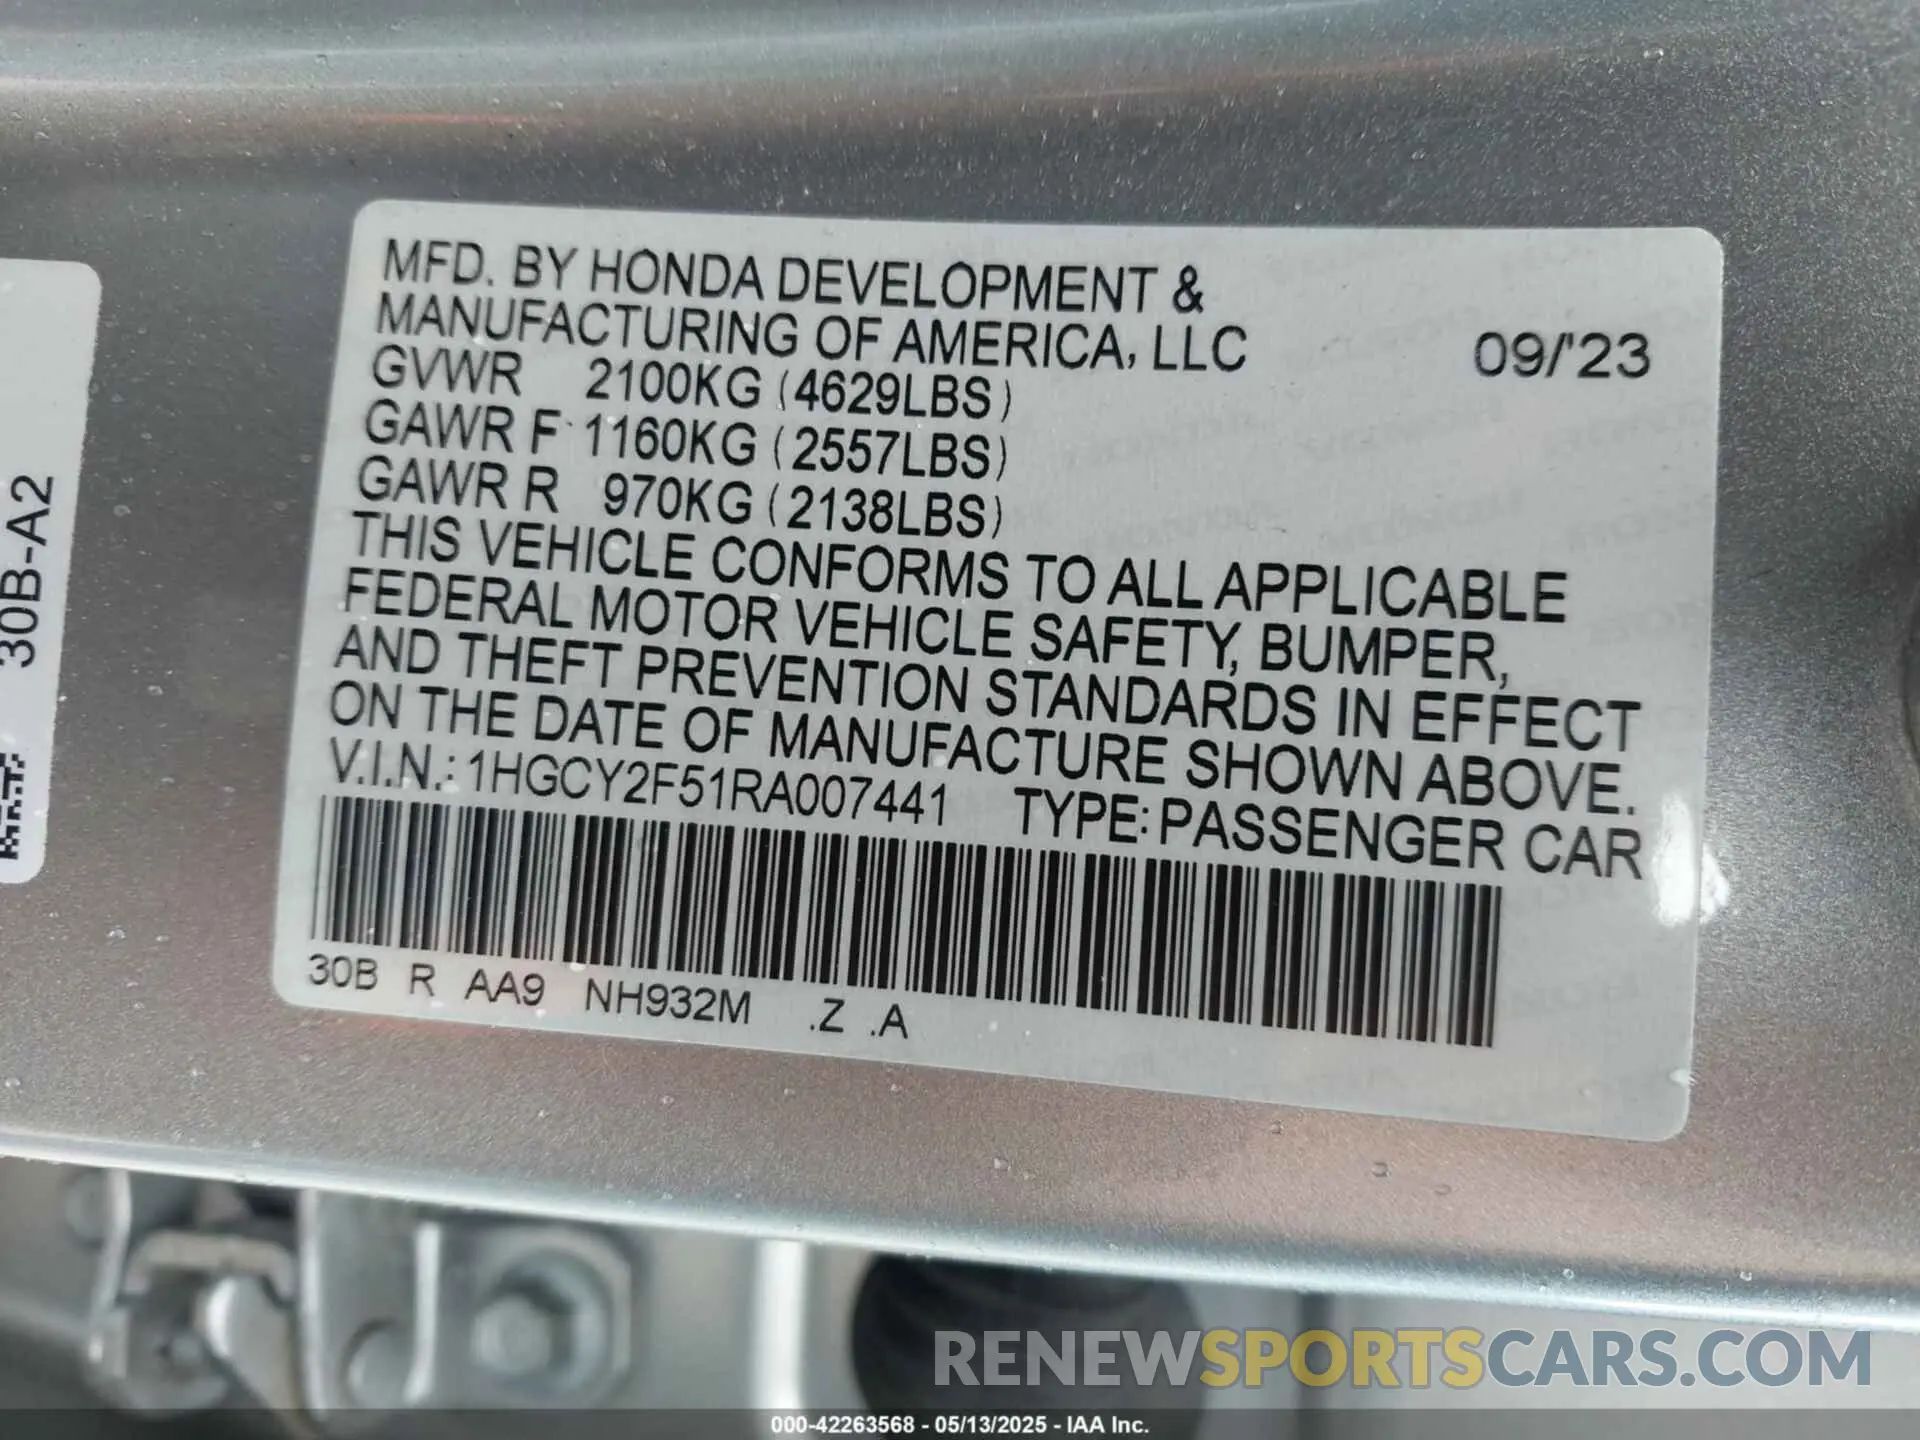 MFD. BY HONDA DEVELOPMENT &
MANUFACTURING OF AMERICA, LLC 09/'23
GVWR 2100KG (4629LBS)
GAWR F 1160KG (2557LBS)
GAWR R 970KG (2138LBS)
THIS VEHICLE CONFORMS TO ALL APPLICABLE
FEDERAL MOTOR VEHICLE SAFETY, BUMPER,
AND THEFT PREVENTION STANDARDS IN EFFECT
ON THE DATE OF MANUFACTURE SHOWN ABOVE.
V.I.N.: 1HGCY2F51RA007441 TYPE: PASSENGER CAR
30B R AA9 NH932M .Z .A
30B-A2
RENEWSPORTSCARS.COM
000-42263568 - 05/13/2025 - IAA Inc.